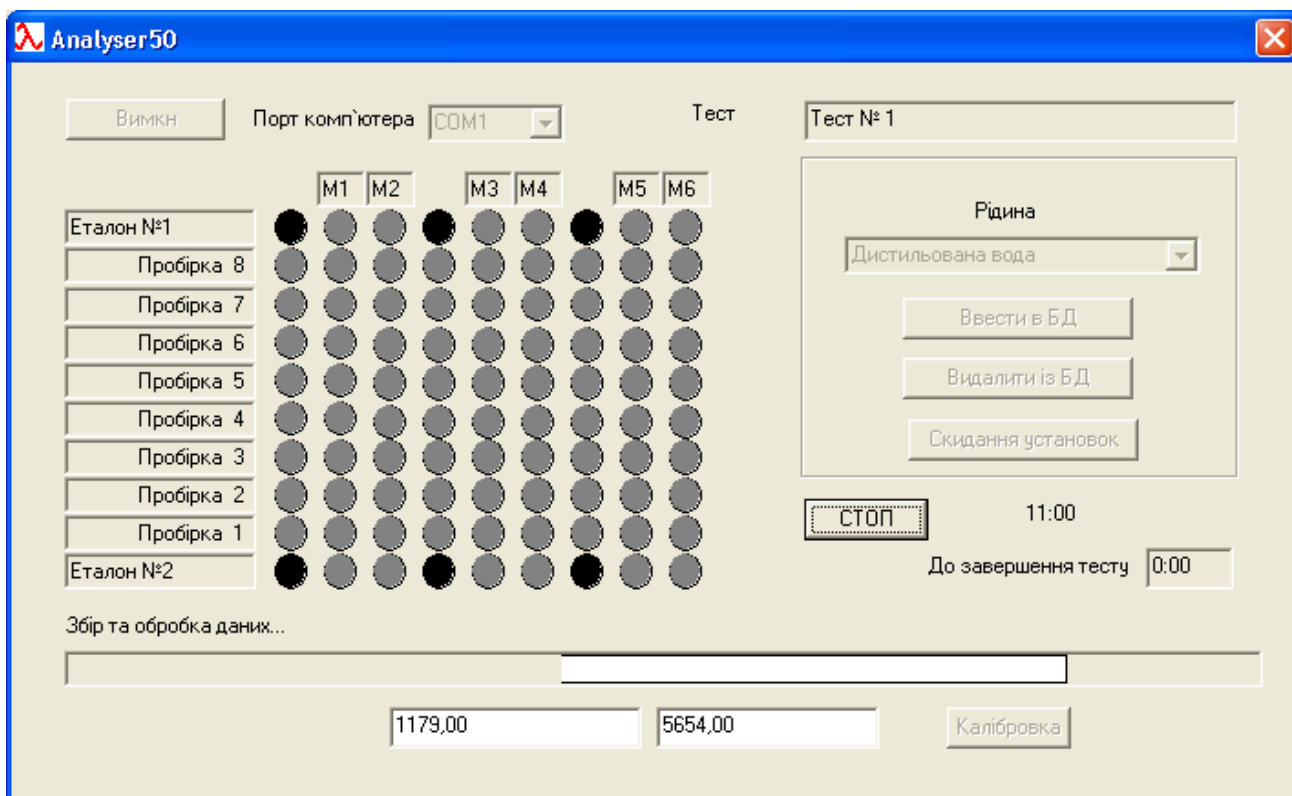 Analyser50
Вимкн Порт комп`ютера COM1 Тест Тест № 1
M1 M2 M3 M4 M5 M6
Рідина
Еталон №1
Дистильована вода
Пробірка 8
Пробірка 7
Ввести в БД
Пробірка 6
Пробірка 5
Видалити із БД
Пробірка 4
Скидання установок
Пробірка 3
Пробірка 2
СТОП 11:00
Пробірка 1
Еталон №2
До завершення тесту 0:00
Збір та обробка даних...
1179,00 5654,00 Калібровка